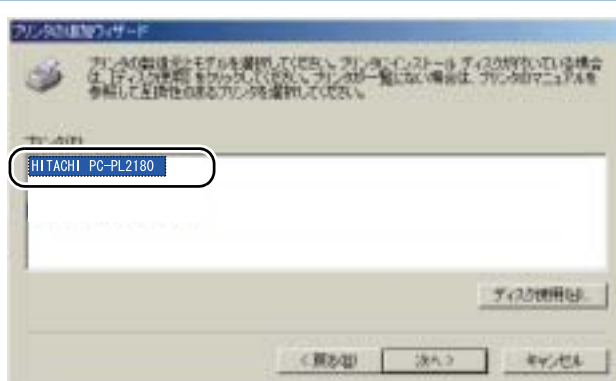 プリンタの追加ウィザード
プリンタの製造元とモデルを選択してください。プリンタにインストール ディスクが付いている場合
は、[ディスク使用] をクリックしてください。プリンタが一覧にない場合は、プリンタのマニュアルを
参照して互換性のあるプリンタを選択してください。
プリンタ(P):
HITACHI PC-PL2180
ディスク使用(H)...
< 戻る(B)
次へ >
キャンセル